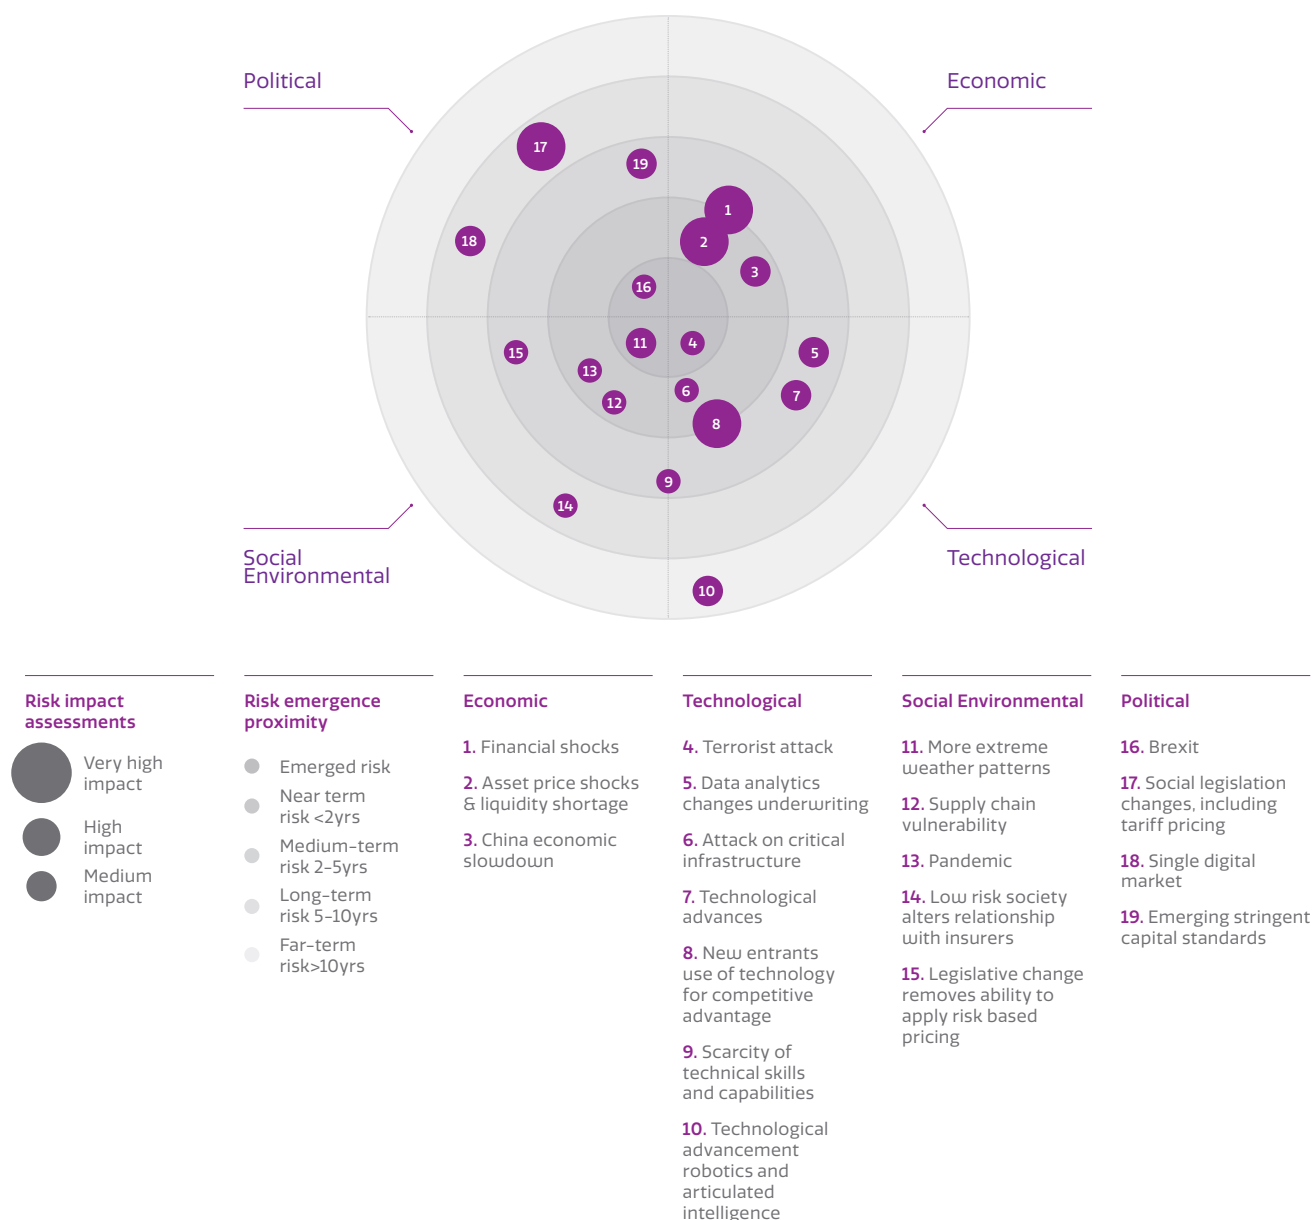 Political
Economic
17
19
1
2
18
3
16
11
4
15
5
13
6
7
12
8
9
14
Social
Environmental
Technological
10
Risk impact
assessments
Very high
impact
High
impact
Medium
impact
Risk emergence
proximity
Emerged risk
Near term
risk <2yrs
Medium-term
risk 2-5yrs
Long-term
risk 5-10yrs
Far-term
risk>10yrs
Economic
1. Financial shocks
2. Asset price shocks
& liquidity shortage
3. China economic
slowdown
Technological
4. Terrorist attack
5. Data analytics
changes underwriting
6. Attack on critical
infrastructure
7. Technological
advances
8. New entrants
use of technology
for competitive
advantage
9. Scarcity of
technical skills
and capabilities
10. Technological
advancement
robotics and
articulated
intelligence
Social Environmental
11. More extreme
weather patterns
12. Supply chain
vulnerability
13. Pandemic
14. Low risk society
alters relationship
with insurers
15. Legislative change
removes ability to
apply risk based
pricing
Political
16. Brexit
17. Social legislation
changes, including
tariff pricing
18. Single digital
market
19. Emerging stringent
capital standards